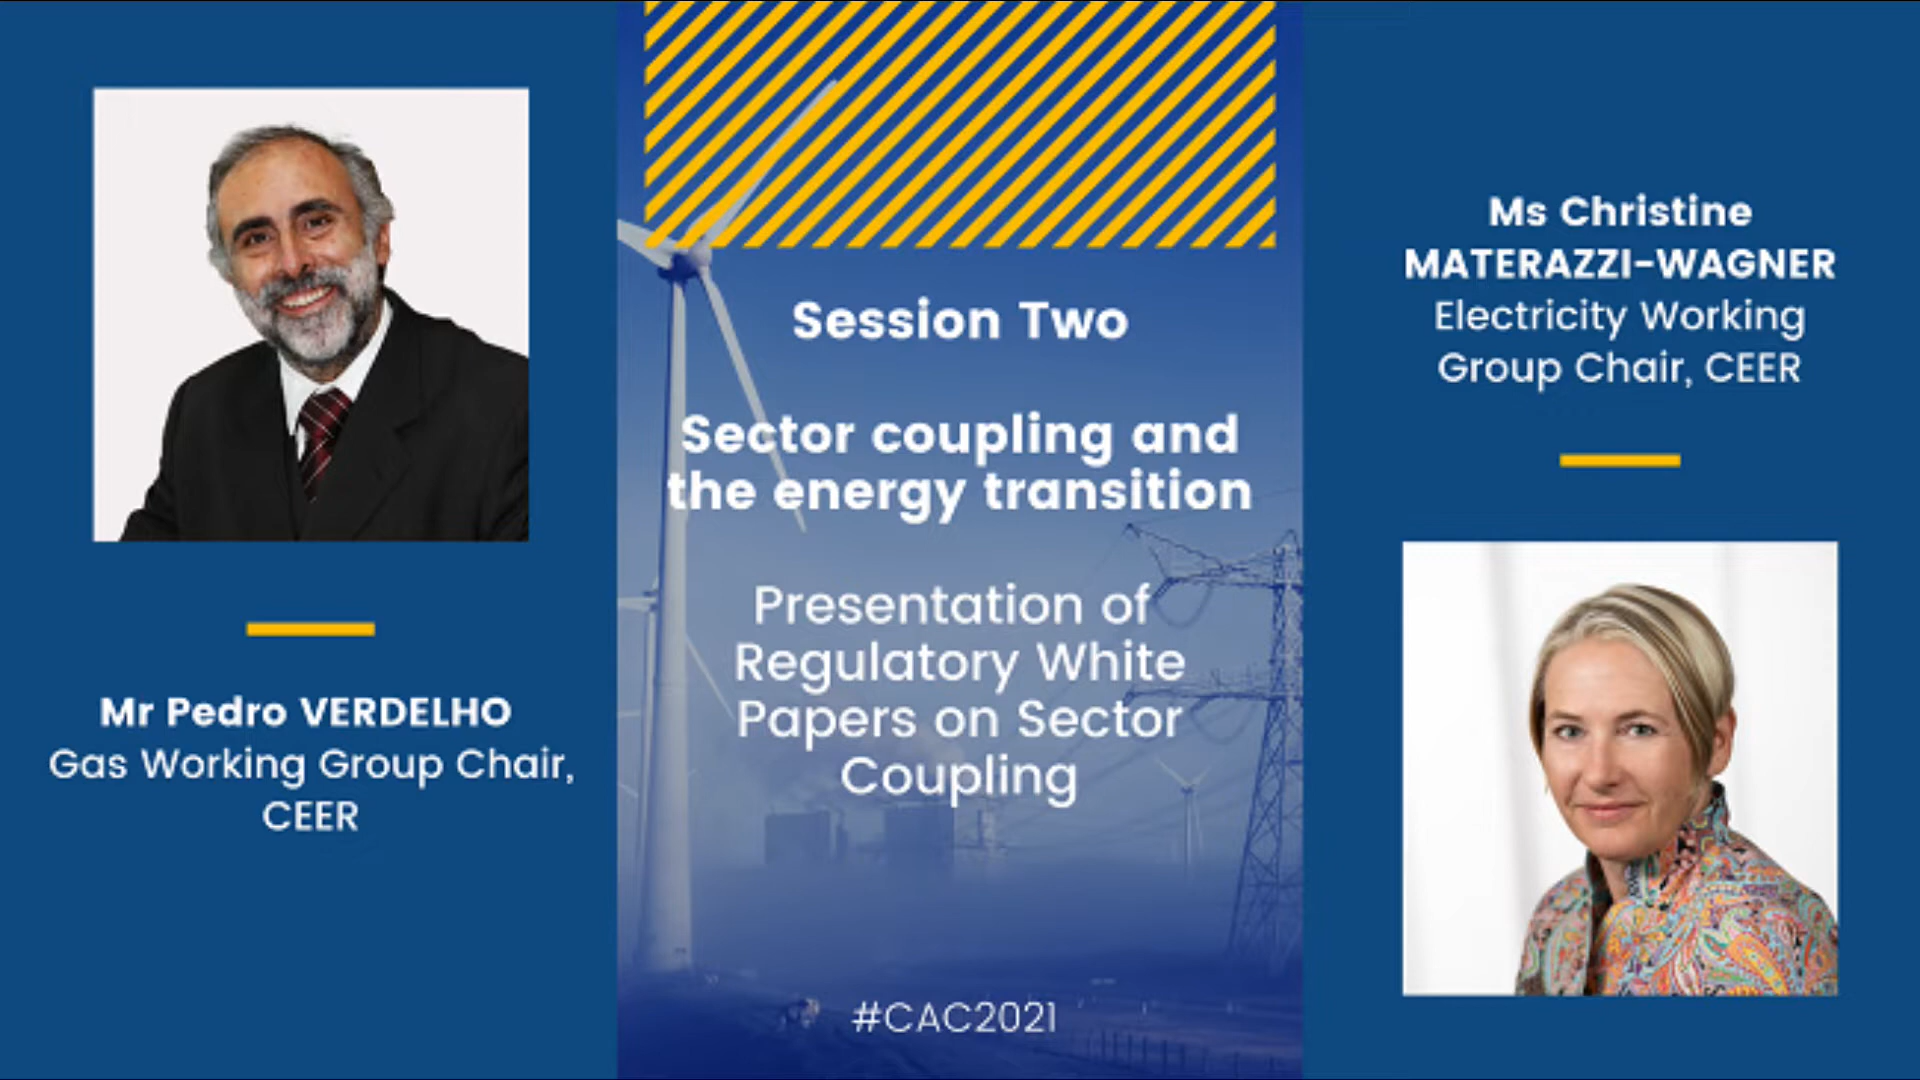 Mr Pedro VERDELHO
Gas Working Group Chair,
CEER
Session Two
Sector coupling and
the energy transition
Presentation of
Regulatory White
Papers on Sector
Coupling
#CAC2021
Ms Christine
MATERAZZI-WAGNER
Electricity Working
Group Chair, CEER